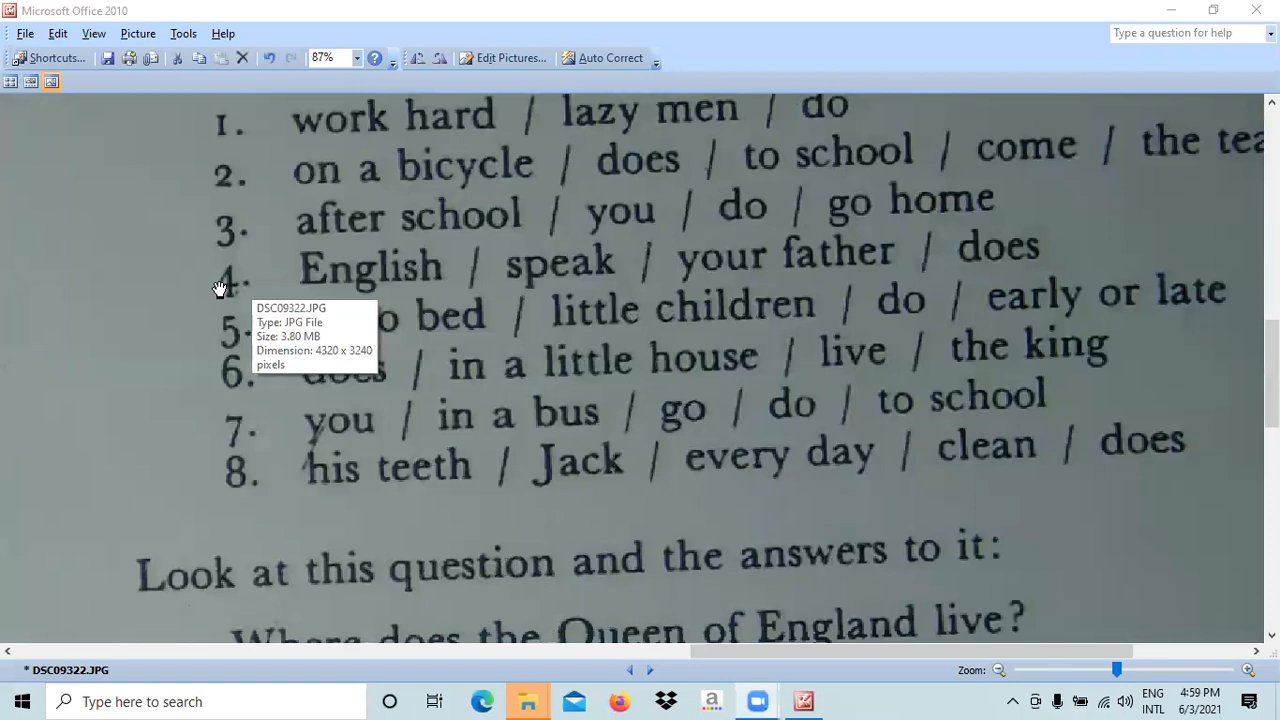 Microsoft Office 2010
File Edit View Picture Tools Help
Type a question for help
Shortcuts... 87% Edit Pictures... Auto Correct
1. work hard / lazy men / do
2. on a bicycle / does / to school / come / the
3. after school / you / do / go home
4. English / speak / your father / does
5. bed / little children / do / early or late
6. does / in a little house / live / the king
7. you / in a bus / go / do / to school
8. his teeth / Jack / every day / clean / does
DSC09322.JPG
Type: JPG File
Size: 3.80 MB
Dimension: 4320 x 3240
pixels
Look at this question and the answers to it:
Where does the Queen of England live?
* DSC09322.JPG
Zoom:
Type here to search
a
ENG
INTL
4:59 PM
6/3/2021